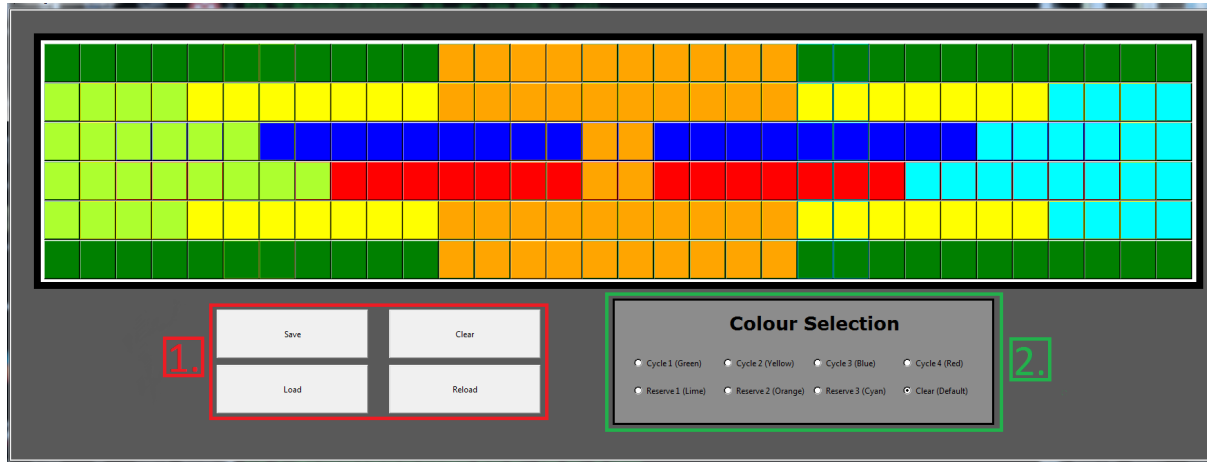 1.
Save
Clear
Load
Reload
Colour Selection
Cycle 1 (Green)
Cycle 2 (Yellow)
Cycle 3 (Blue)
Cycle 4 (Red)
Reserve 1 (Lime)
Reserve 2 (Orange)
Reserve 3 (Cyan)
Clear (Default)
2.